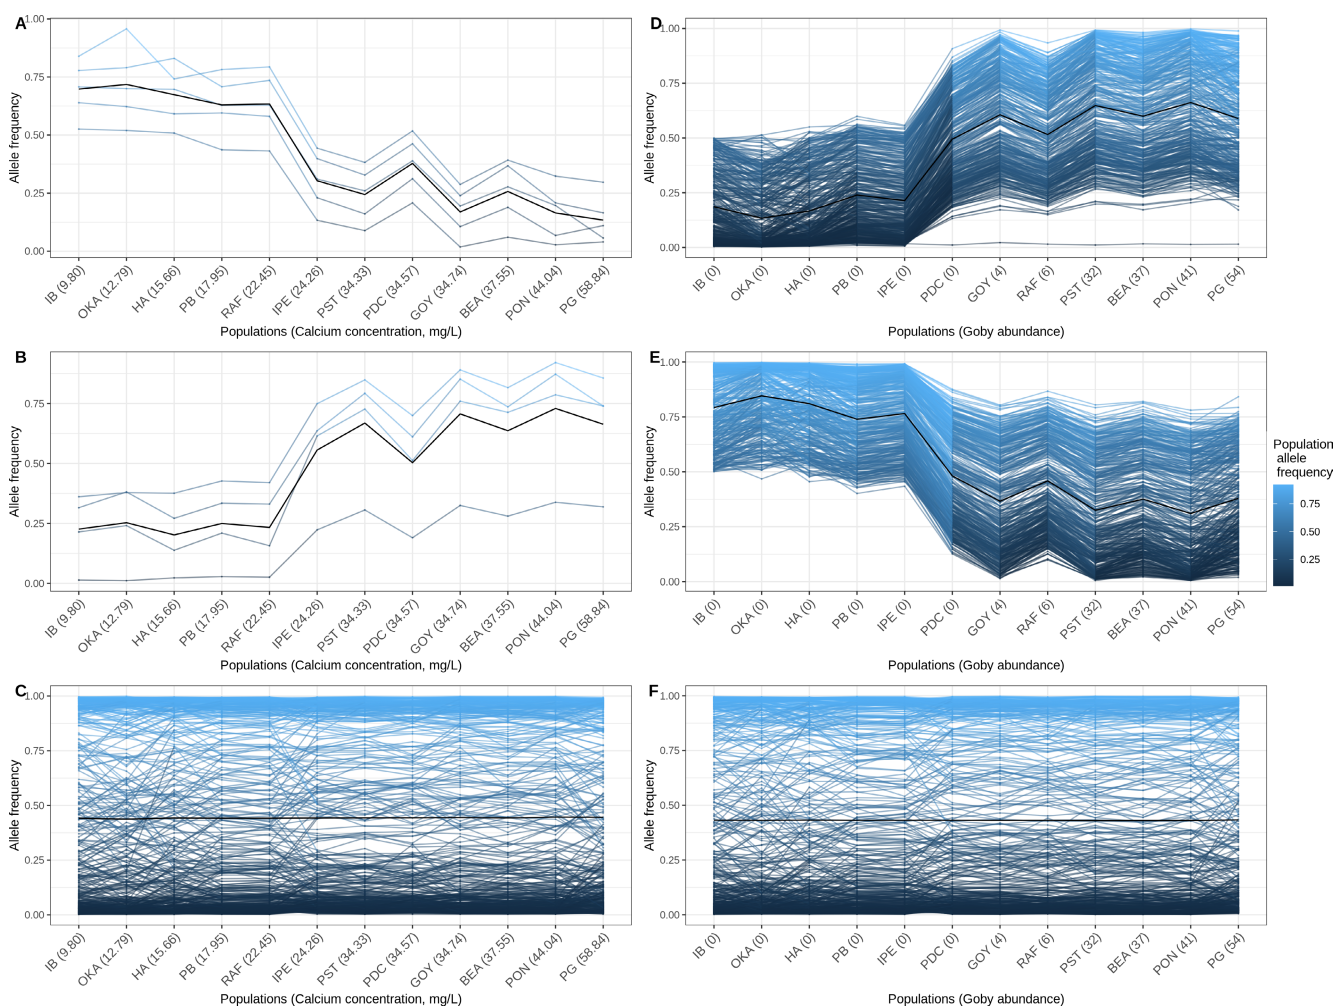 A
1.00
0.75
0.50
0.25
0.00
Allele frequency
IB (9.80)
OKA (12.79)
HA (15.66)
PB (17.95)
RAF (22.45)
IPE (24.26)
PST (34.33)
PDC (34.57)
GOY (34.74)
BEA (37.55)
PON (44.04)
PG (58.84)
Populations (Calcium concentration, mg/L)
D
1.00
0.75
0.50
0.25
0.00
Allele frequency
IB (0)
OKA (0)
HA (0)
PB (0)
IPE (0)
PDC (0)
GOY (4)
RAF (6)
PST (32)
BEA (37)
PON (41)
PG (54)
Populations (Goby abundance)
B
0.75
0.50
0.25
0.00
Allele frequency
IB (9.80)
OKA (12.79)
HA (15.66)
PB (17.95)
RAF (22.45)
IPE (24.26)
PST (34.33)
PDC (34.57)
GOY (34.74)
BEA (37.55)
PON (44.04)
PG (58.84)
Populations (Calcium concentration, mg/L)
E
1.00
0.75
0.50
0.25
0.00
Allele frequency
IB (0)
OKA (0)
HA (0)
PB (0)
IPE (0)
PDC (0)
GOY (4)
RAF (6)
PST (32)
BEA (37)
PON (41)
PG (54)
Populations (Goby abundance)
Population
allele
frequency
0.75
0.50
0.25
C
1.00
0.75
0.50
0.25
0.00
Allele frequency
IB (9.80)
OKA (12.79)
HA (15.66)
PB (17.95)
RAF (22.45)
IPE (24.26)
PST (34.33)
PDC (34.57)
GOY (34.74)
BEA (37.55)
PON (44.04)
PG (58.84)
Populations (Calcium concentration, mg/L)
F
1.00
0.75
0.50
0.25
0.00
Allele frequency
IB (0)
OKA (0)
HA (0)
PB (0)
IPE (0)
PDC (0)
GOY (4)
RAF (6)
PST (32)
BEA (37)
PON (41)
PG (54)
Populations (Goby abundance)